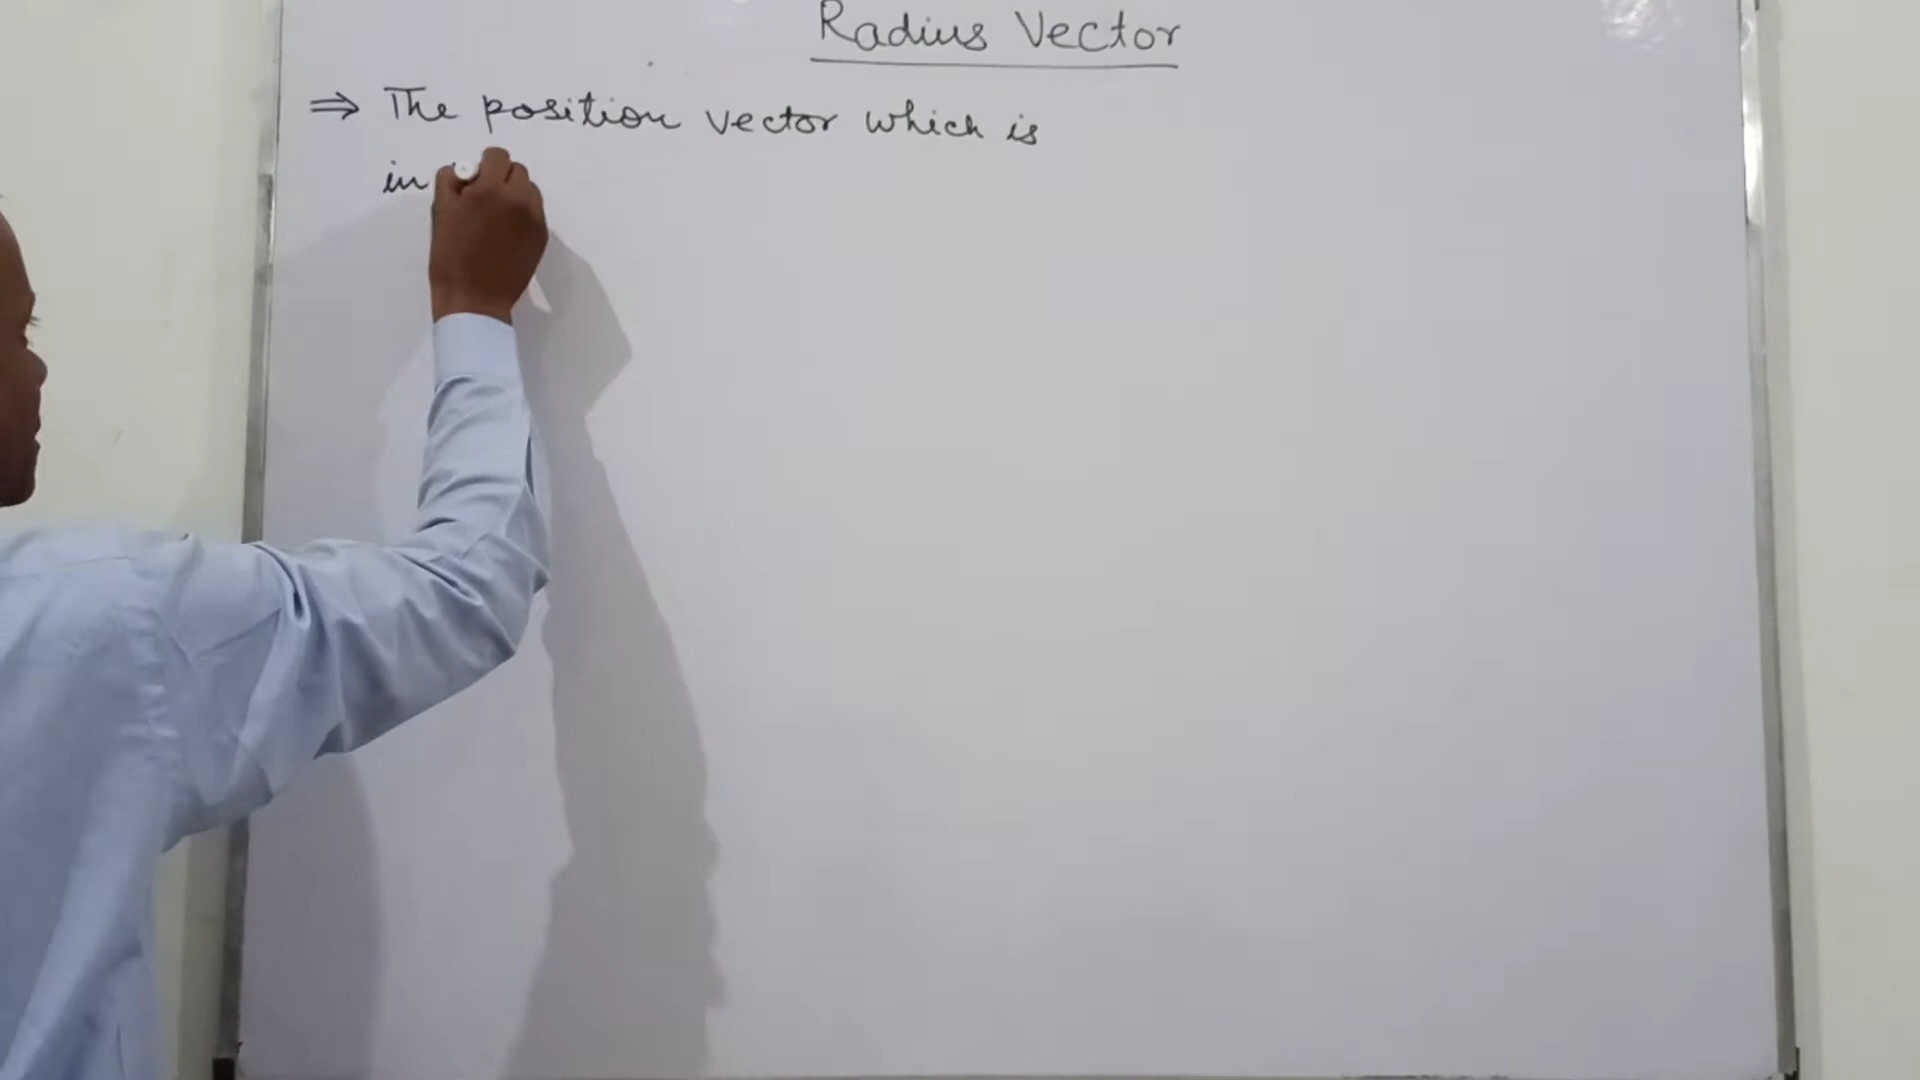 Radius Vector
⇒ The position vector which is
in